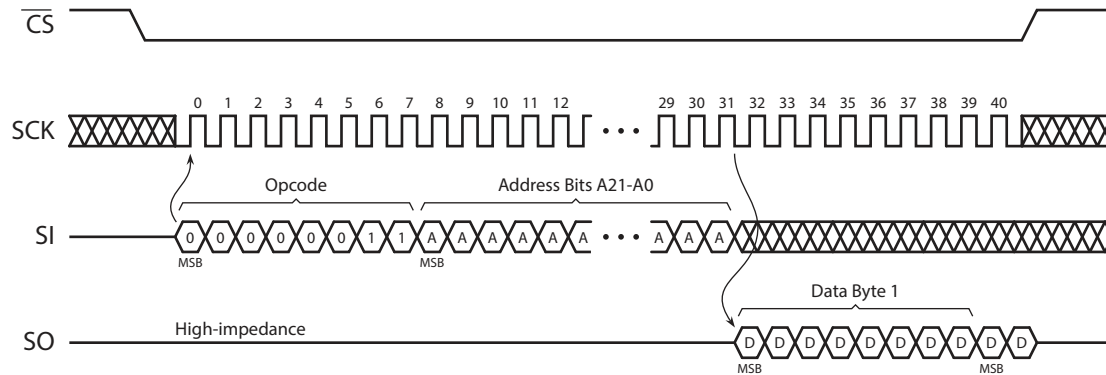 CS
0 1 2 3 4 5 6 7 8 9 10 11 12 29 30 31 32 33 34 35 36 37 38 39 40
SCK
Opcode Address Bits A21-A0
SI 0 0 0 0 0 0 1 1 A A A A A A A A A
MSB MSB
Data Byte 1
High-impedance
SO D D D D D D D D D D
MSB MSB